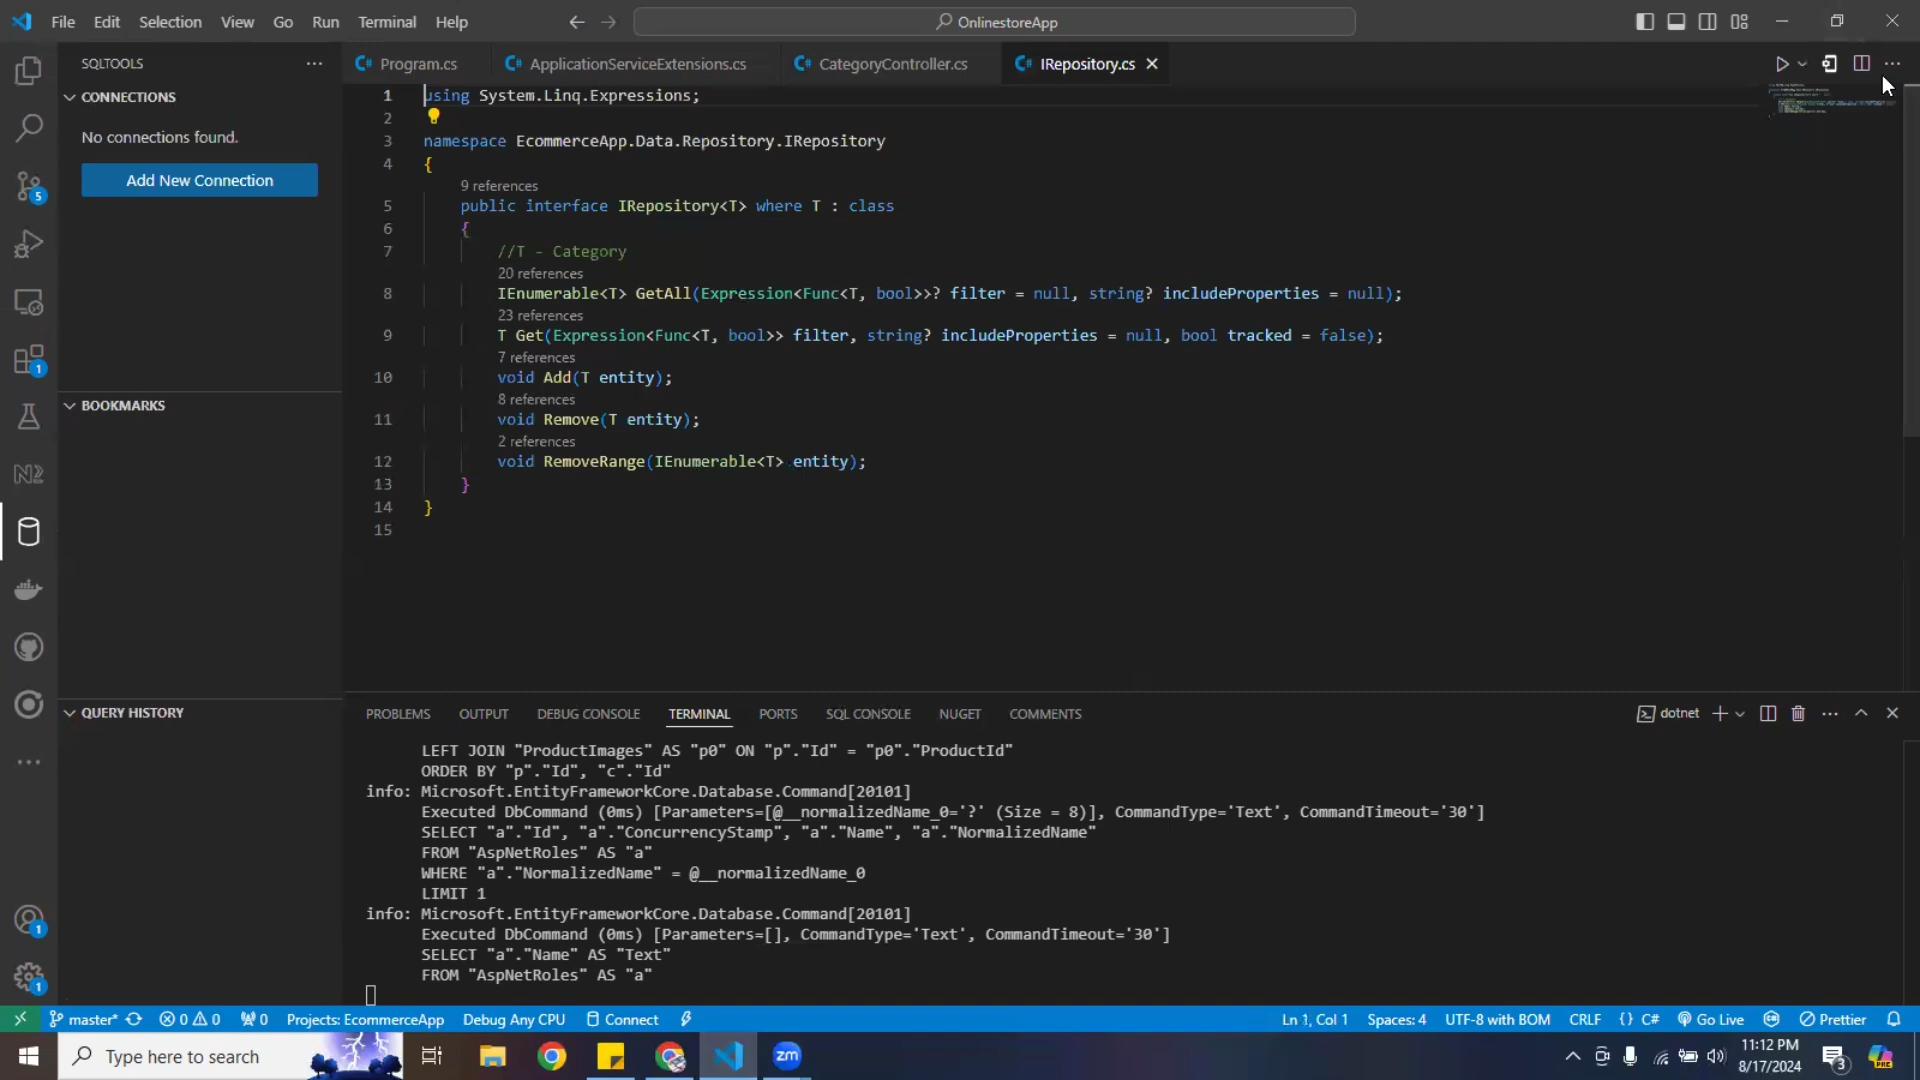 File Edit Selection View Go Run Terminal Help
OnlinestoreApp
SQLTOOLS
CONNECTIONS
No connections found.
Add New Connection
BOOKMARKS
QUERY HISTORY
5
1
N2
1
1
Program.cs
ApplicationServiceExtensions.cs
CategoryController.cs
IRepository.cs
1 using System.Linq.Expressions;
2
3 namespace EcommerceApp.Data.Repository.IRepository
4 {
9 references
5 public interface IRepository<T> where T : class
6 {
7 //T - Category
20 references
8 IEnumerable<T> GetAll(Expression<Func<T, bool>>? filter = null, string? includeProperties = null);
23 references
9 T Get(Expression<Func<T, bool>> filter, string? includeProperties = null, bool tracked = false);
7 references
10 void Add(T entity);
8 references
11 void Remove(T entity);
2 references
12 void RemoveRange(IEnumerable<T> entity);
13 }
14 }
15
PROBLEMS OUTPUT DEBUG CONSOLE TERMINAL PORTS SQL CONSOLE NUGET COMMENTS
dotnet
LEFT JOIN "ProductImages" AS "p0" ON "p"."Id" = "p0"."ProductId"
ORDER BY "p"."Id", "c"."Id"
info: Microsoft.EntityFrameworkCore.Database.Command[20101]
Executed DbCommand (0ms) [Parameters=[@__normalizedName_0='?' (Size = 8)], CommandType='Text', CommandTimeout='30']
SELECT "a"."Id", "a"."ConcurrencyStamp", "a"."Name", "a"."NormalizedName"
FROM "AspNetRoles" AS "a"
WHERE "a"."NormalizedName" = @__normalizedName_0
LIMIT 1
info: Microsoft.EntityFrameworkCore.Database.Command[20101]
Executed DbCommand (0ms) [Parameters=[], CommandType='Text', CommandTimeout='30']
SELECT "a"."Name" AS "Text"
FROM "AspNetRoles" AS "a"
master* 0 0 0 Projects: EcommerceApp Debug Any CPU Connect
Ln 1, Col 1 Spaces: 4 UTF-8 with BOM CRLF {} C# Go Live Prettier
Type here to search
zm
11:12 PM
8/17/2024
3
PRE